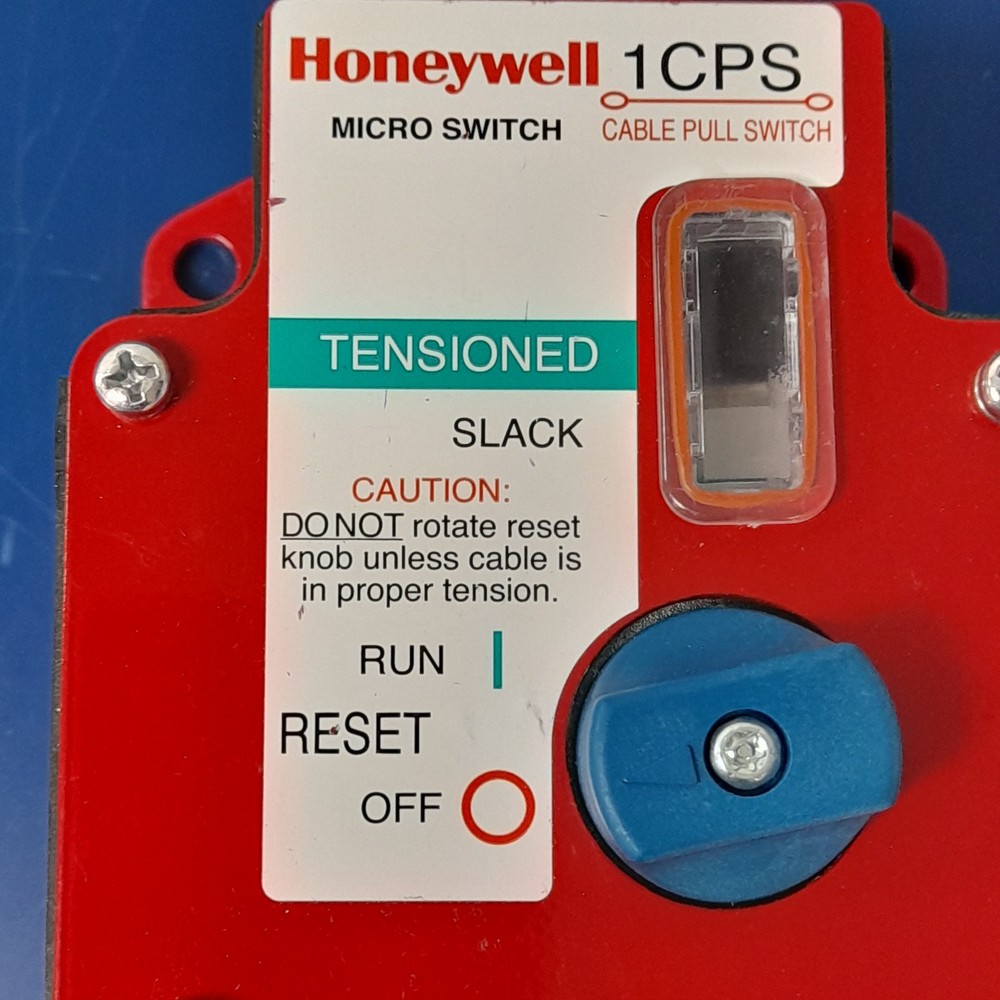 Honeywell 1CPS
MICRO SWITCH CABLE PULL SWITCH
TENSIONED
SLACK
CAUTION:
DO NOT rotate reset
knob unless cable is
in proper tension.
RUN
RESET
OFF